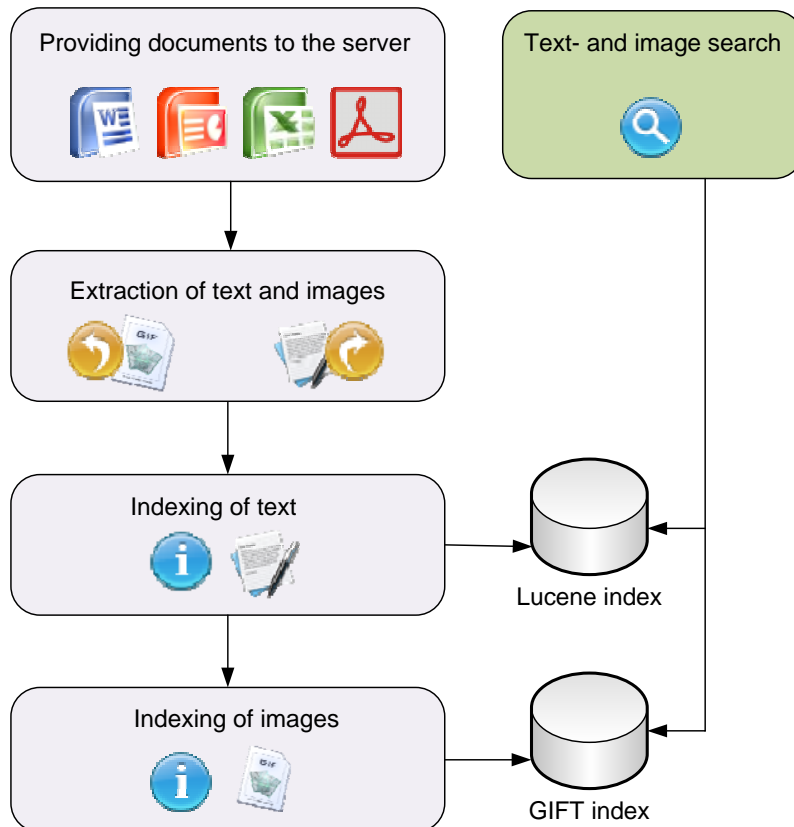 Providing documents to the server
Text- and image search
W
X
Extraction of text and images
GIF
Indexing of text
i
Lucene index
Indexing of images
i
GIF
GIFT index